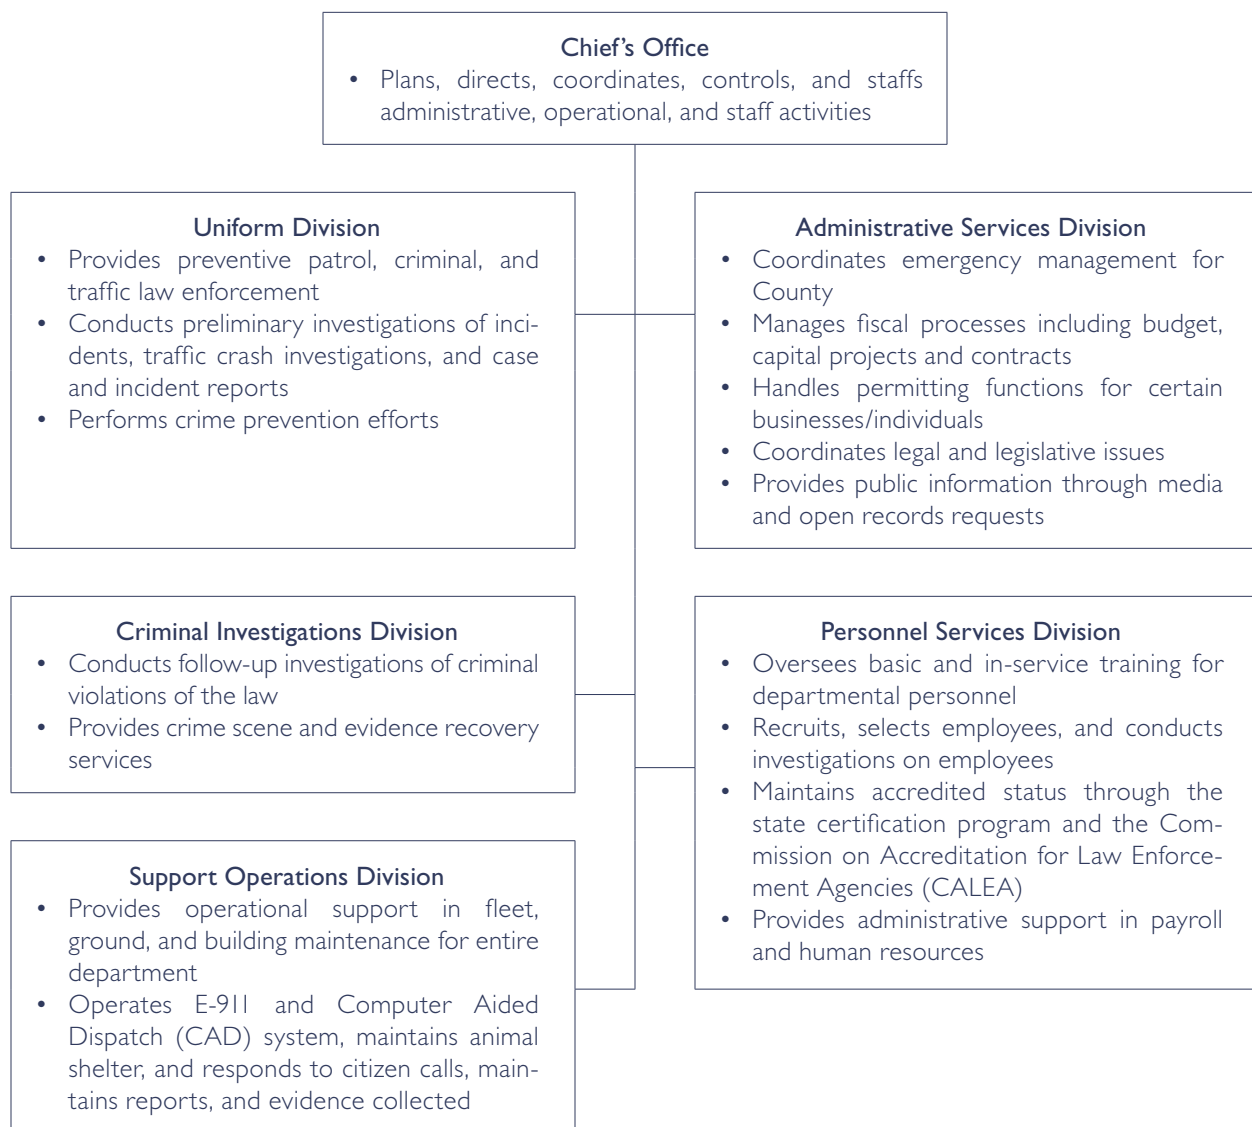 Chief's Office
• Plans, directs, coordinates, controls, and staffs
administrative, operational, and staff activities
Uniform Division
• Provides preventive patrol, criminal, and
traffic law enforcement
• Conducts preliminary investigations of inci-
dents, traffic crash investigations, and case
and incident reports
• Performs crime prevention efforts
Administrative Services Division
• Coordinates emergency management for
County
• Manages fiscal processes including budget,
capital projects and contracts
• Handles permitting functions for certain
businesses/individuals
• Coordinates legal and legislative issues
• Provides public information through media
and open records requests
Criminal Investigations Division
• Conducts follow-up investigations of criminal
violations of the law
• Provides crime scene and evidence recovery
services
Personnel Services Division
• Oversees basic and in-service training for
departmental personnel
• Recruits, selects employees, and conducts
investigations on employees
• Maintains accredited status through the
state certification program and the Com-
mission on Accreditation for Law Enforce-
ment Agencies (CALEA)
• Provides administrative support in payroll
and human resources
Support Operations Division
• Provides operational support in fleet,
ground, and building maintenance for entire
department
• Operates E-911 and Computer Aided
Dispatch (CAD) system, maintains animal
shelter, and responds to citizen calls, main-
tains reports, and evidence collected